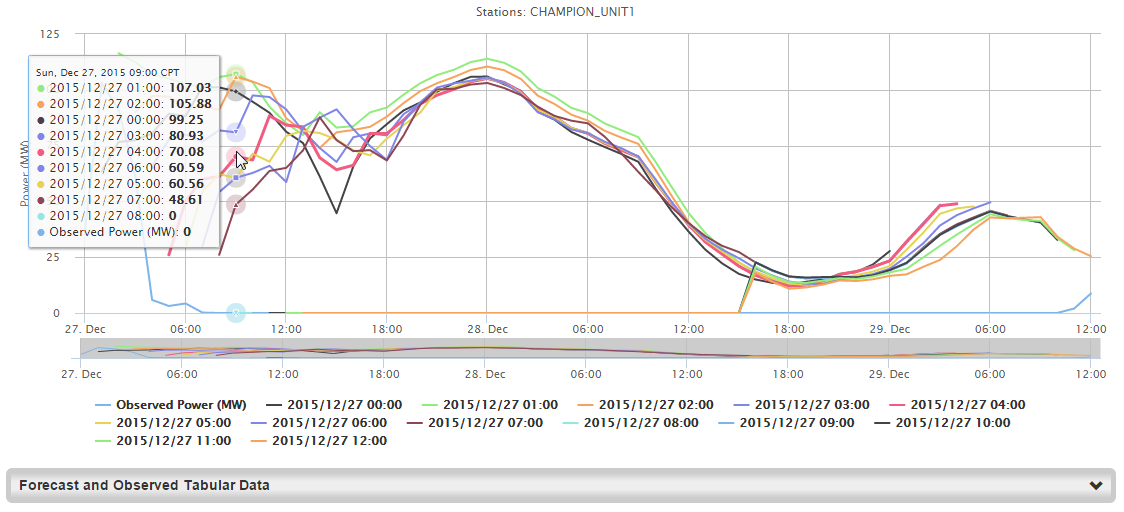 Stations: CHAMPION_UNIT1
125
Power (MW)
Sun, Dec 27, 2015 09:00 CPT
2015/12/27 01:00: 107.03
2015/12/27 02:00: 105.88
2015/12/27 00:00: 99.25
2015/12/27 03:00: 80.93
2015/12/27 04:00: 70.08
2015/12/27 06:00: 60.59
2015/12/27 05:00: 60.56
2015/12/27 07:00: 48.61
2015/12/27 08:00: 0
Observed Power (MW): 0
25
0
27. Dec 06:00 12:00 18:00 28. Dec 06:00 12:00 18:00 29. Dec 06:00 12:00
27. Dec 06:00 12:00 18:00 28. Dec 06:00 12:00 18:00 29. Dec 06:00 12:00
Observed Power (MW) 2015/12/27 00:00 2015/12/27 01:00 2015/12/27 02:00 2015/12/27 03:00 2015/12/27 04:00
2015/12/27 05:00 2015/12/27 06:00 2015/12/27 07:00 2015/12/27 08:00 2015/12/27 09:00 2015/12/27 10:00
2015/12/27 11:00 2015/12/27 12:00
Forecast and Observed Tabular Data